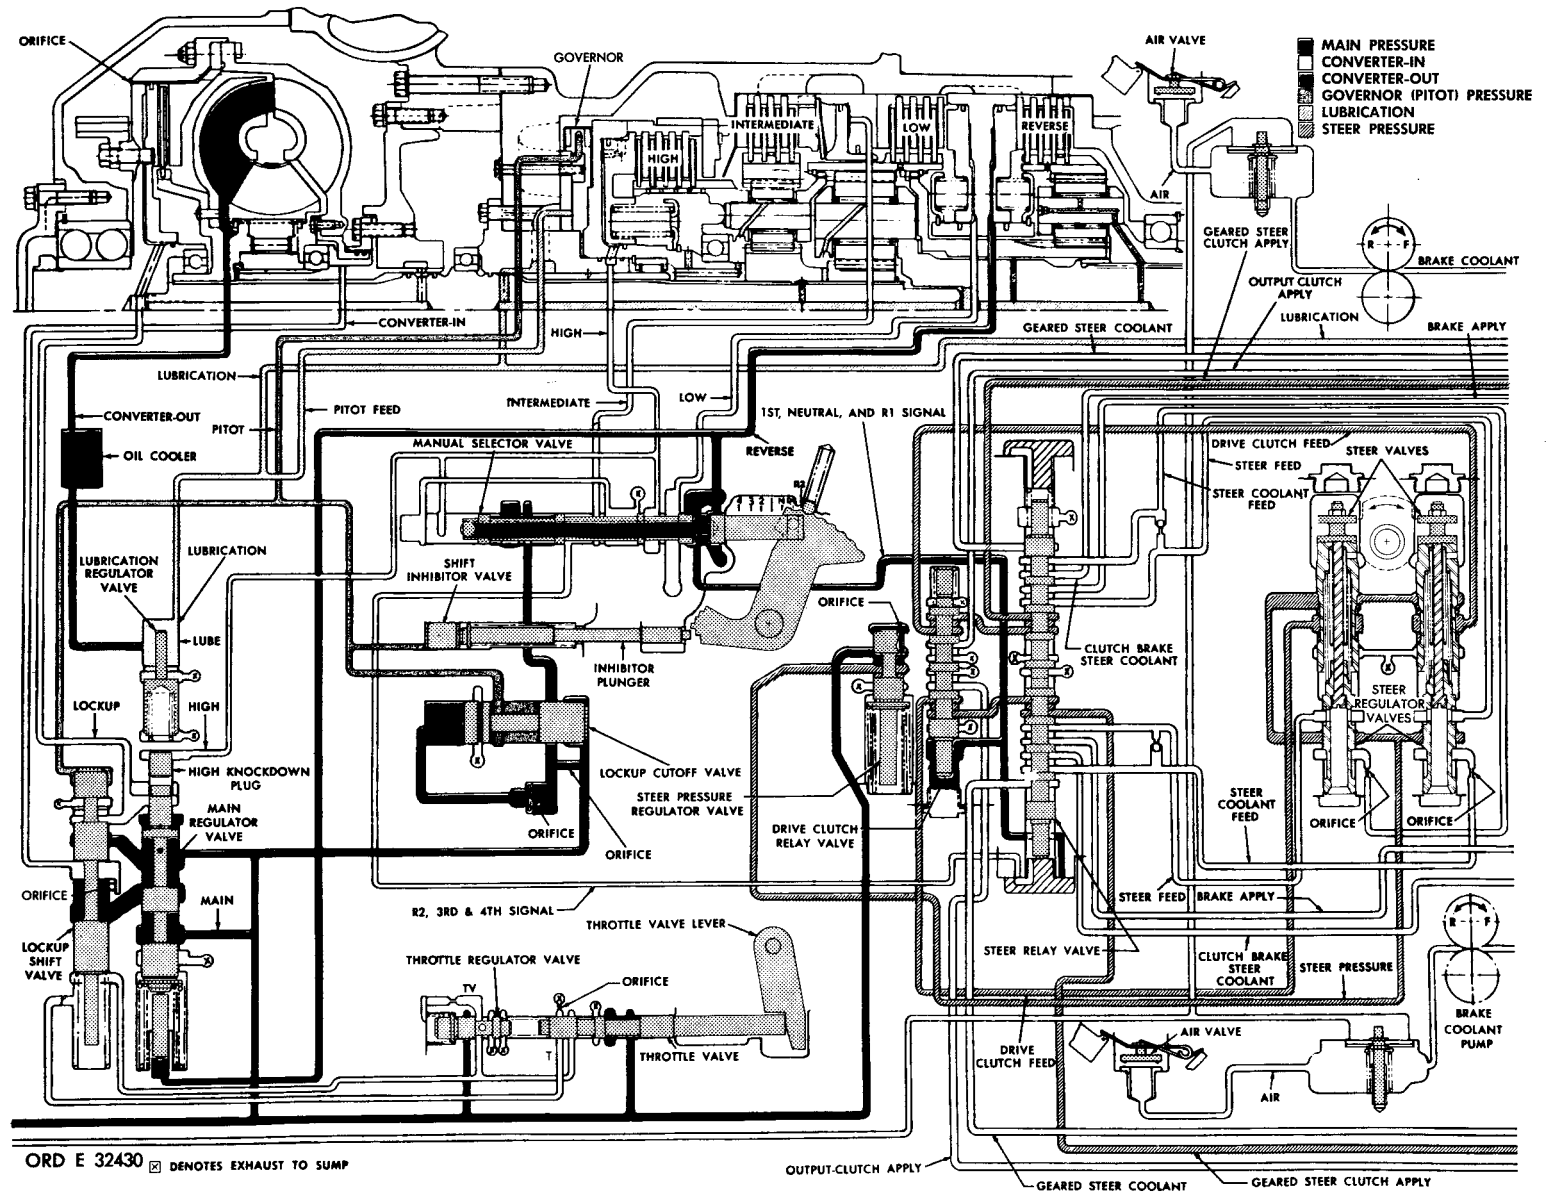 ORIFICE
GOVERNOR
AIR VALVE
MAIN PRESSURE
CONVERTER-IN
CONVERTER-OUT
GOVERNOR (PITOT) PRESSURE
LUBRICATION
STEER PRESSURE
INTERMEDIATE
LOW
REVERSE
HIGH
AIR
GEARED STEER
CLUTCH APPLY
R F
BRAKE COOLANT
OUTPUT CLUTCH
APPLY
LUBRICATION
CONVERTER-IN
HIGH
GEARED STEER COOLANT
BRAKE APPLY
LUBRICATION
INTERMEDIATE
LOW
CONVERTER-OUT
PITOT FEED
PITOT
1ST, NEUTRAL, AND R1 SIGNAL
MANUAL SELECTOR VALVE
REVERSE
DRIVE CLUTCH FEED
STEER VALVES
OIL COOLER
STEER FEED
STEER COOLANT
FEED
R2
4 3 2 1 N
LUBRICATION
REGULATOR
VALVE
LUBRICATION
SHIFT
INHIBITOR VALVE
ORIFICE
LUBE
CLUTCH BRAKE
STEER COOLANT
INHIBITOR
PLUNGER
STEER
REGULATOR
VALVES
LOCKUP
HIGH
HIGH KNOCKDOWN
PLUG
LOCKUP CUTOFF VALVE
STEER PRESSURE
REGULATOR VALVE
MAIN
REGULATOR
VALVE
ORIFICE
ORIFICE
DRIVE CLUTCH
RELAY VALVE
STEER
COOLANT
FEED
ORIFICE
ORIFICE
ORIFICE
MAIN
R2, 3RD & 4TH SIGNAL
STEER FEED
BRAKE APPLY
R F
THROTTLE VALVE LEVER
LOCKUP
SHIFT
VALVE
STEER RELAY VALVE
CLUTCH BRAKE
STEER
COOLANT
STEER PRESSURE
THROTTLE REGULATOR VALVE
TV
ORIFICE
BRAKE
COOLANT
PUMP
T
THROTTLE VALVE
DRIVE
CLUTCH FEED
AIR VALVE
AIR
ORD E 32430
X DENOTES EXHAUST TO SUMP
OUTPUT-CLUTCH APPLY
GEARED STEER COOLANT
GEARED STEER CLUTCH APPLY